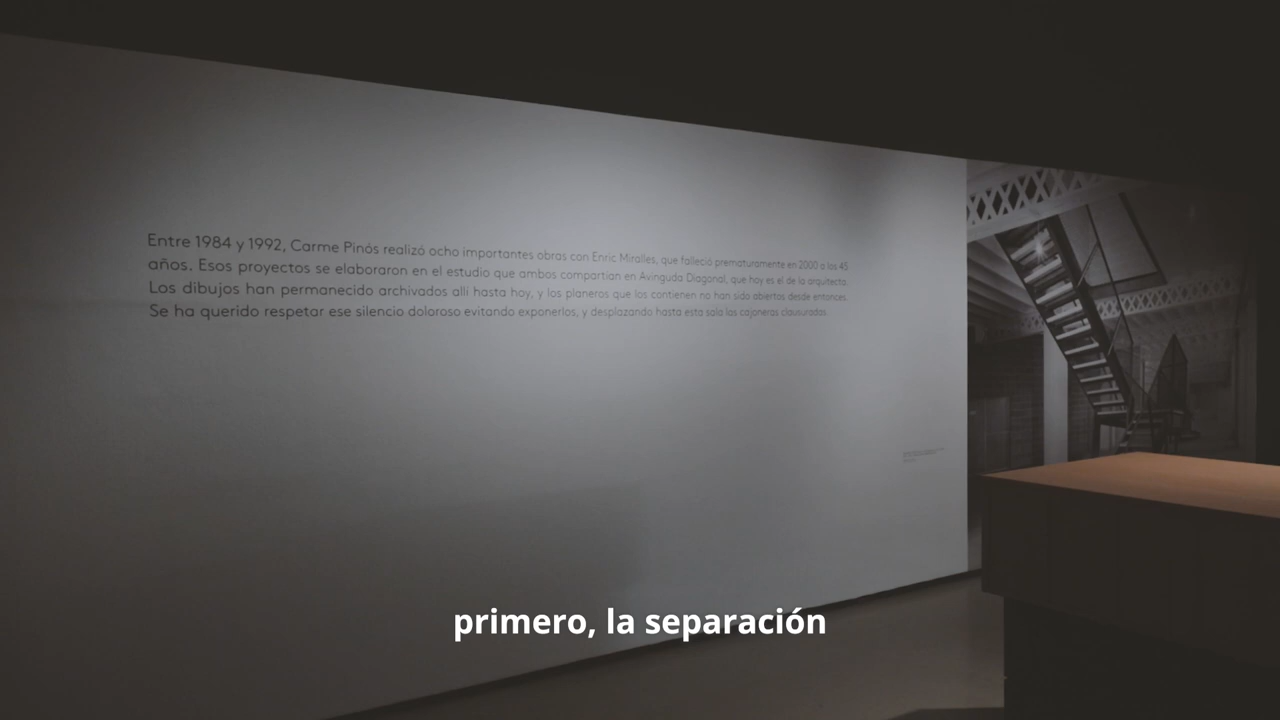 Entre 1984 y 1992, Carme Pinós realizó ocho importantes obras con Enric Miralles, que falleció prematuramente en 2000 a los 45
años. Esos proyectos se elaboraron en el estudio que ambos compartían en Avinguda Diagonal, que hoy es el de la arquitecta.
Los dibujos han permanecido archivados allí hasta hoy, y los planeros que los contienen no han sido abiertos desde entonces.
Se ha querido respetar ese silencio doloroso evitando exponerlos, y desplazando hasta esta sala las cajoneras clausuradas.
primero, la separación